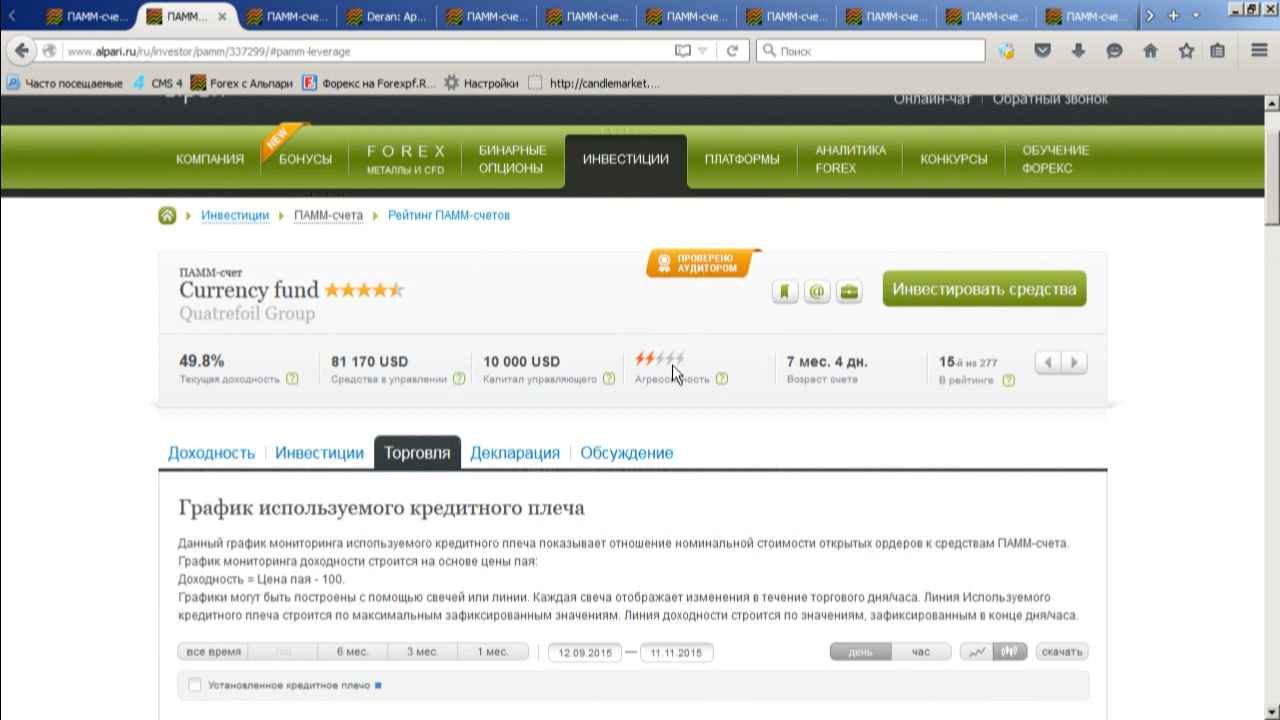 ПАММ-сче...
ПАММ...
ПАММ-сче...
Deran: Ар...
ПАММ-сче...
ПАММ-сче...
ПАММ-сче...
ПАММ-сче...
ПАММ-сче...
ПАММ-сче...
ПАММ-сче...
www.alpari.ru/ru/investor/pamm/337299/#pamm-leverage
Поиск
Часто посещаемые
CMS 4
Forex с Альпари
Форекс на Forexpf.R...
Настройки
http://candlemarket....
Онлайн-чат | Обратный звонок
NEW
КОМПАНИЯ
БОНУСЫ
FOREX
МЕТАЛЛЫ И CFD
БИНАРНЫЕ
ОПЦИОНЫ
ИНВЕСТИЦИИ
ПЛАТФОРМЫ
АНАЛИТИКА
FOREX
КОНКУРСЫ
ОБУЧЕНИЕ
ФОРЕКС
Инвестиции
ПАММ-счета
Рейтинг ПАММ-счетов
ПАММ-счет
Currency fund
Quatrefoil Group
ПРОВЕРЕНО
АУДИТОРОМ
@
Инвестировать средства
49.8%
Текущая доходность ?
81 170 USD
Средства в управлении ?
10 000 USD
Капитал управляющего ?
Агрессивность ?
7 мес. 4 дн.
Возраст счета
15-й из 277
В рейтинге ?
Доходность
Инвестиции
Торговля
Декларация
Обсуждение
График используемого кредитного плеча
Данный график мониторинга используемого кредитного плеча показывает отношение номинальной стоимости открытых ордеров к средствам ПАММ-счета.
График мониторинга доходности строится на основе цены пая:
Доходность = Цена пая - 100.
Графики могут быть построены с помощью свечей или линии. Каждая свеча отображает изменения в течение торгового дня/часа. Линия Используемого
кредитного плеча строится по максимальным зафиксированным значениям. Линия доходности строится по значениям, зафиксированным в конце дня/часа.
все время
год
6 мес.
3 мес.
1 мес.
12.09.2015 — 11.11.2015
день
час
скачать
Установленное кредитное плечо